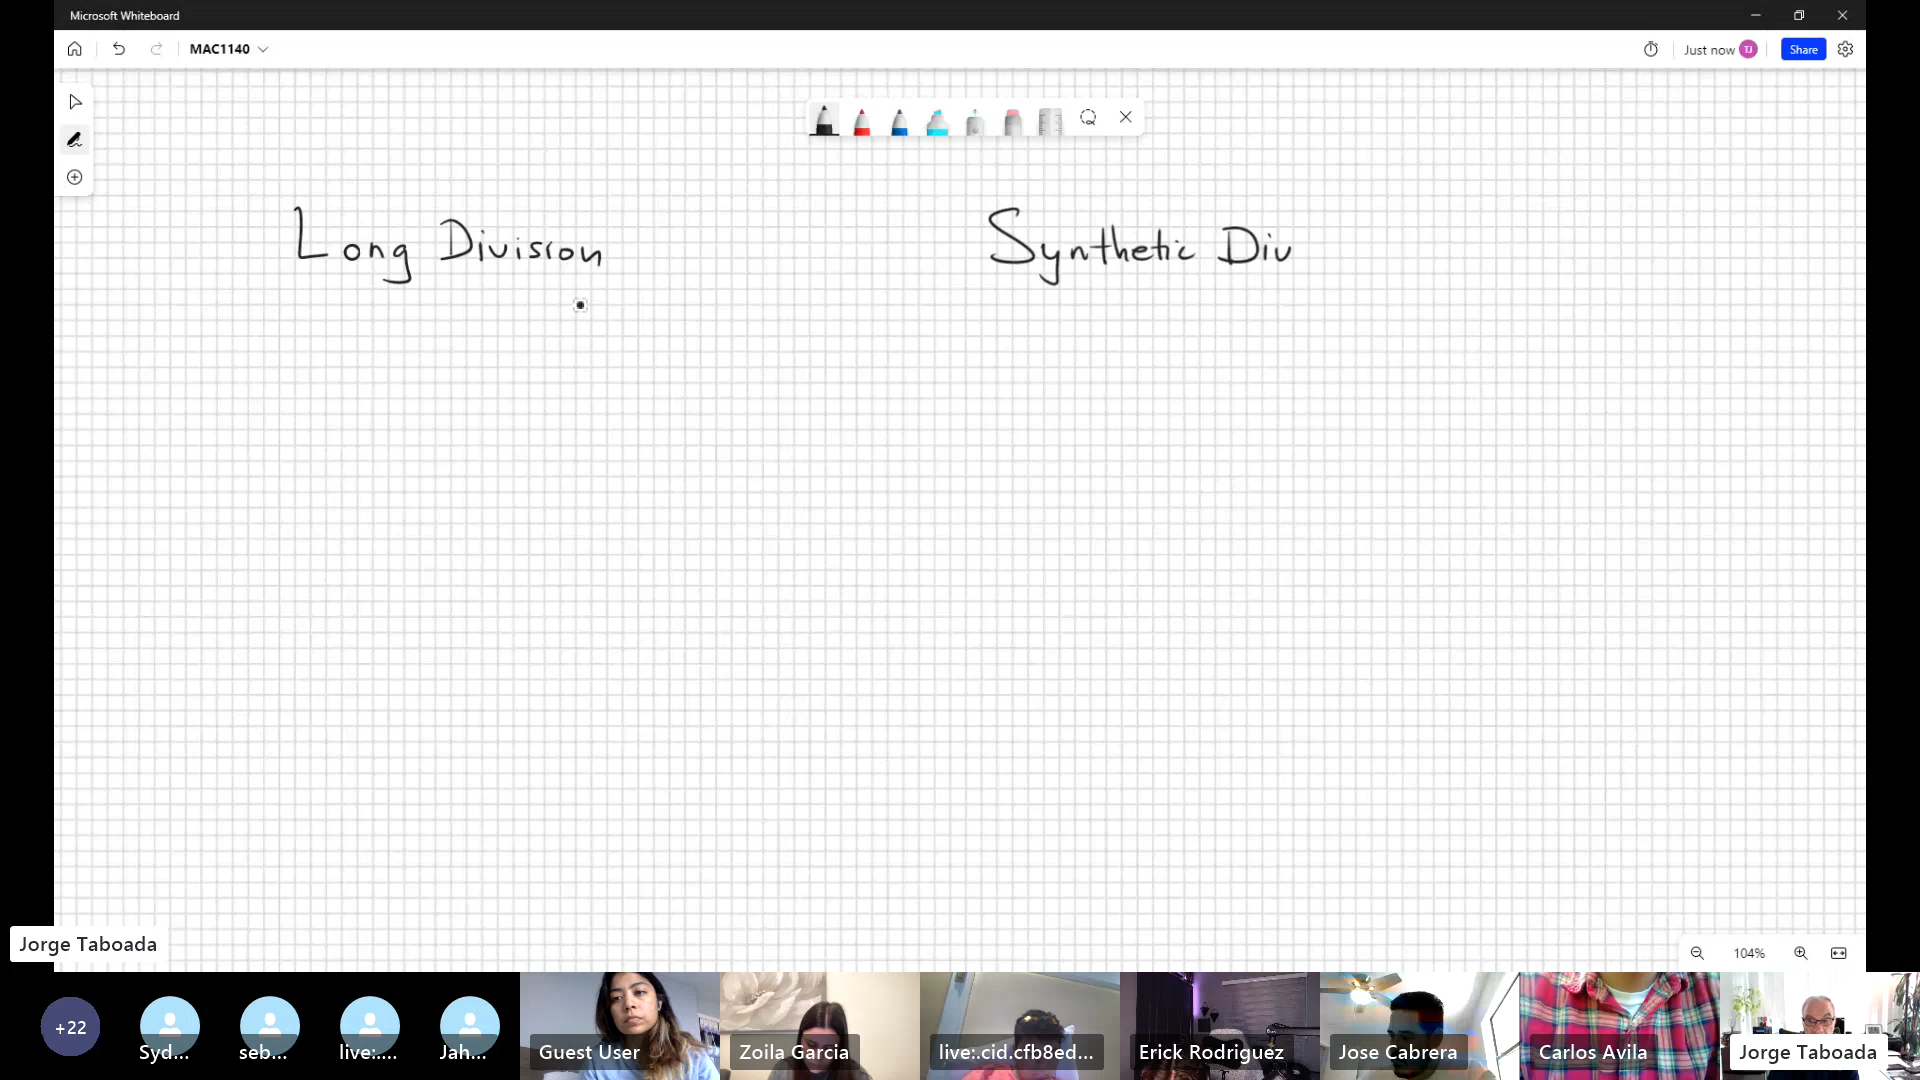 Microsoft Whiteboard
MAC1140
Just now TJ Share
Long Division Synthetic Div
Jorge Taboada
104%
+22 Syd... seb... live:.... Jah... Guest User Zoila Garcia live:.cid.cfb8ed... Erick Rodriguez Jose Cabrera Carlos Avila Jorge Taboada